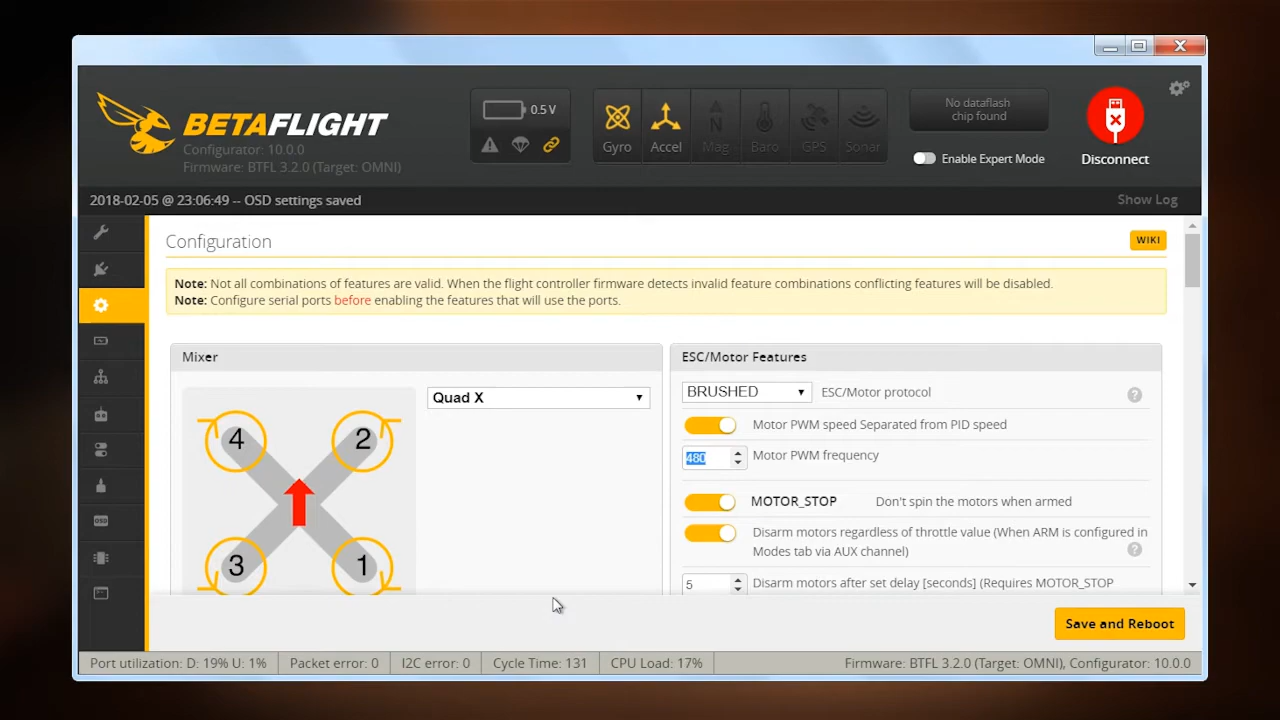 BETAFLIGHT
Configurator: 10.0.0
Firmware: BTFL 3.2.0 (Target: OMNI)
0.5 V
Gyro
Accel
Mag
Baro
GPS
Sonar
No dataflash
chip found
Enable Expert Mode
Disconnect
2018-02-05 @ 23:06:49 -- OSD settings saved
Show Log
Configuration
WIKI
Note: Not all combinations of features are valid. When the flight controller firmware detects invalid feature combinations conflicting features will be disabled.
Note: Configure serial ports before enabling the features that will use the ports.
Mixer
Quad X
4
2
3
1
ESC/Motor Features
BRUSHED
ESC/Motor protocol
?
Motor PWM speed Separated from PID speed
480
Motor PWM frequency
MOTOR_STOP
Don't spin the motors when armed
Disarm motors regardless of throttle value (When ARM is configured in
Modes tab via AUX channel)
?
5
Disarm motors after set delay [seconds] (Requires MOTOR_STOP
OSD
Save and Reboot
Port utilization: D: 19% U: 1%
Packet error: 0
I2C error: 0
Cycle Time: 131
CPU Load: 17%
Firmware: BTFL 3.2.0 (Target: OMNI), Configurator: 10.0.0